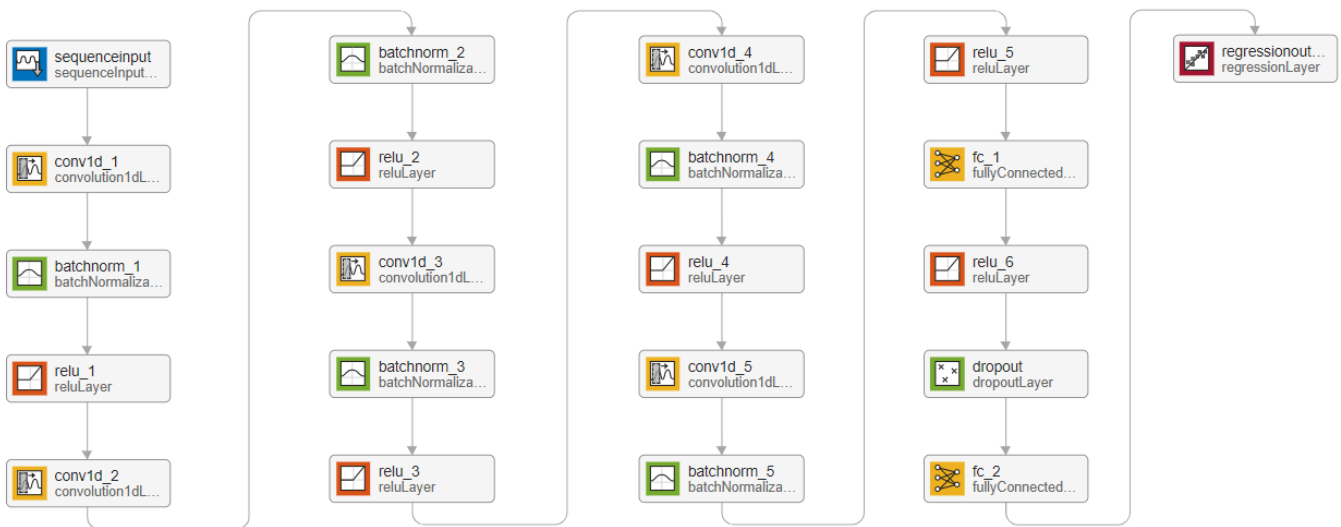 sequenceinput
sequenceInput...
conv1d_1
convolution1dL...
batchnorm_1
batchNormaliza...
relu_1
reluLayer
conv1d_2
convolution1dL...
batchnorm_2
batchNormaliza...
relu_2
reluLayer
conv1d_3
convolution1dL...
batchnorm_3
batchNormaliza...
relu_3
reluLayer
conv1d_4
convolution1dL...
batchnorm_4
batchNormaliza...
relu_4
reluLayer
conv1d_5
convolution1dL...
batchnorm_5
batchNormaliza...
relu_5
reluLayer
fc_1
fullyConnected...
relu_6
reluLayer
dropout
dropoutLayer
fc_2
fullyConnected...
regressionout...
regressionLayer